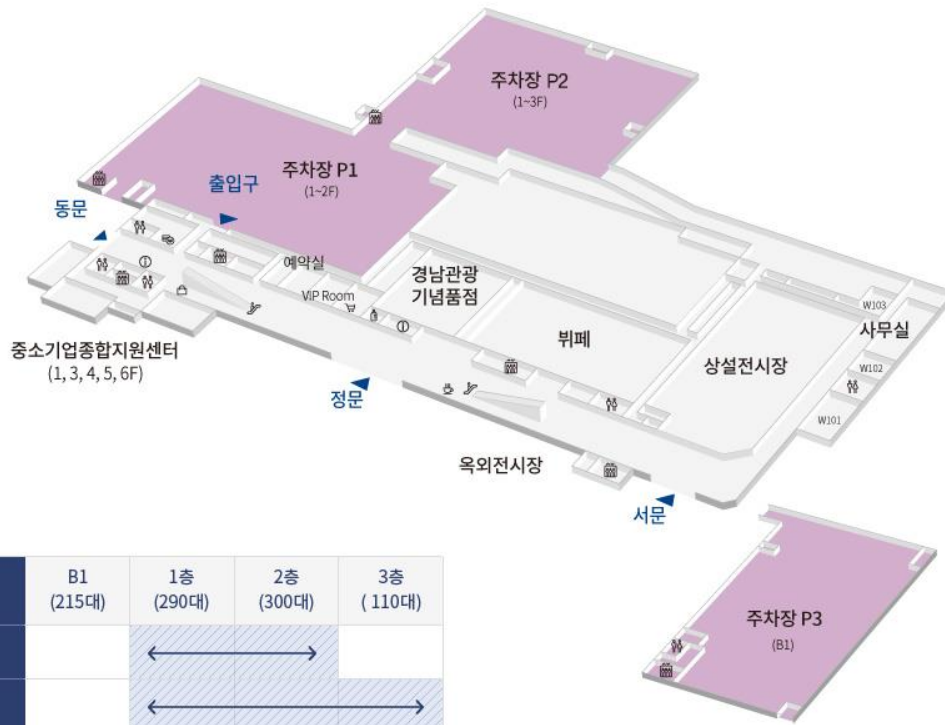 주차장 P2
(1~3F)
주차장 P1
(1~2F)
출입구
동문
예약실
VIP Room
경남관광
기념품점
뷔페
상설전시장
W103
사무실
W102
W101
중소기업종합지원센터
(1, 3, 4, 5, 6F)
정문
옥외전시장
서문
주차장 P3
(B1)
B1
(215대)
1층
(290대)
2층
(300대)
3층
( 110대)